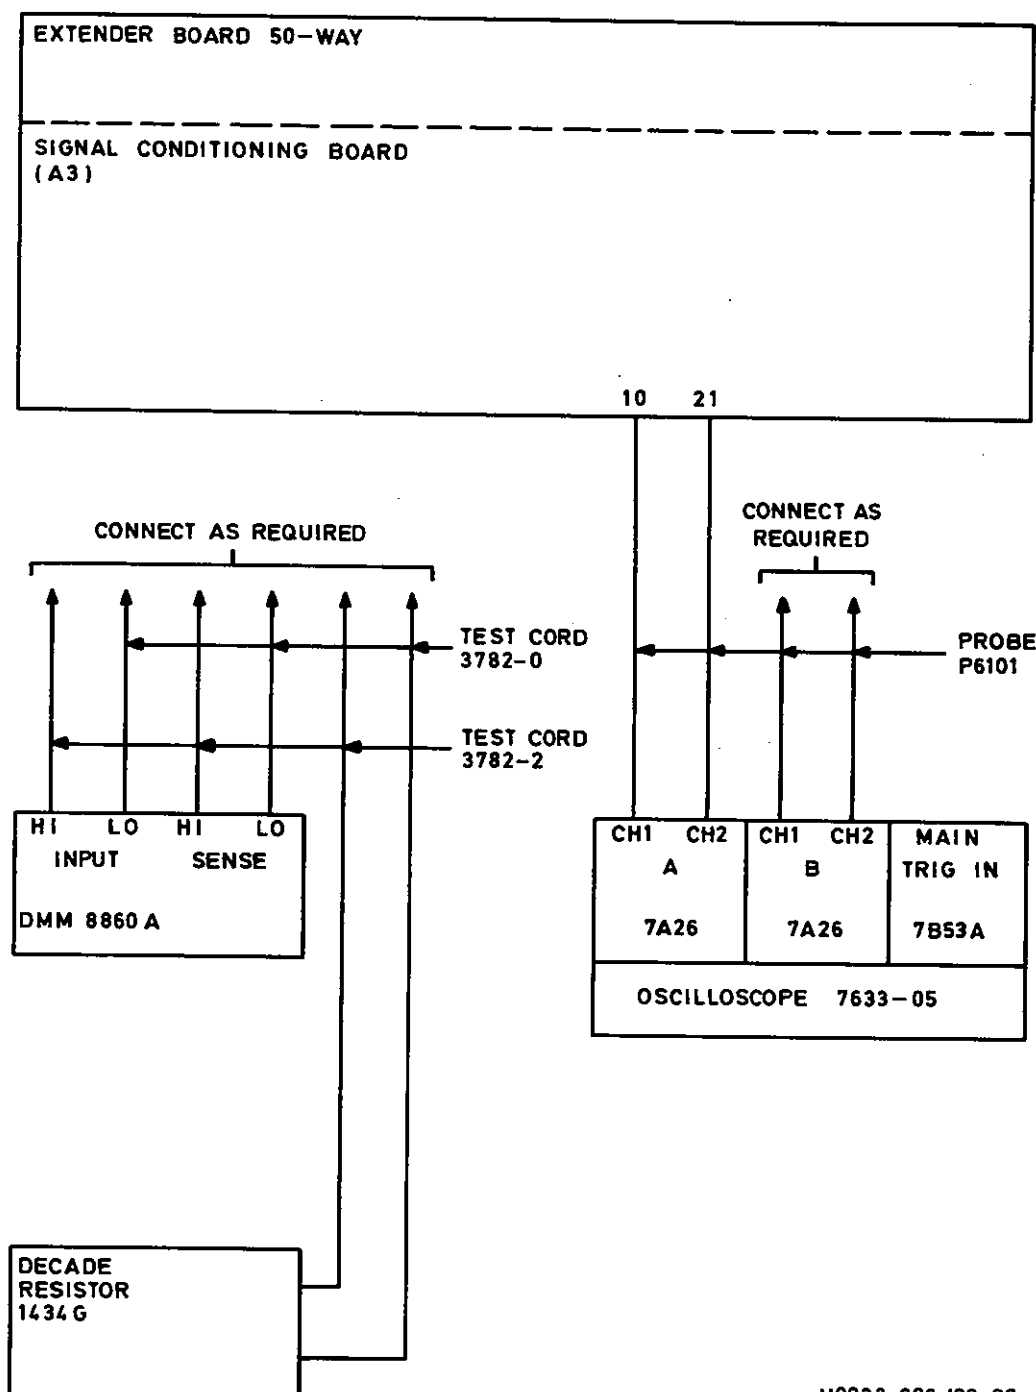 EXTENDER BOARD 50-WAY
SIGNAL CONDITIONING BOARD
(A3)
10 21
CONNECT AS REQUIRED
CONNECT AS
REQUIRED
TEST CORD
3782-0
PROBE
P6101
TEST CORD
3782-2
HI LO HI LO
INPUT SENSE
DMM 8860A
CH1 CH2 CH1 CH2 MAIN
A B TRIG IN
7A26 7A26 7B53A
OSCILLOSCOPE 7633-05
DECADE
RESISTOR
1434G